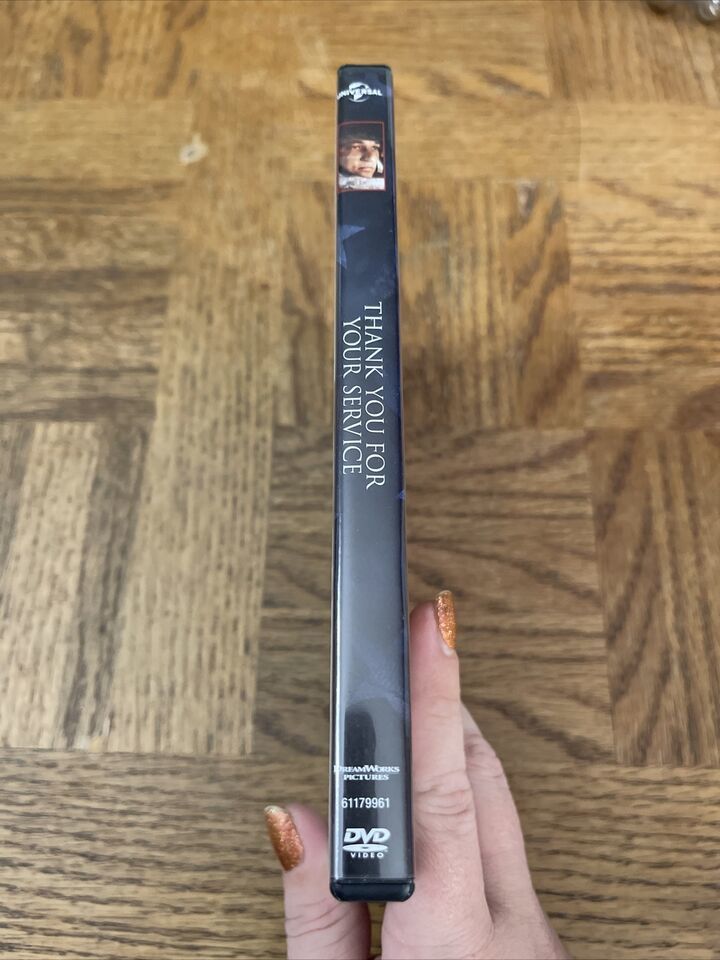 UNIVERSAL
THANK YOU FOR
YOUR SERVICE
DREAMWORKS
PICTURES
61179961
DVD
VIDEO